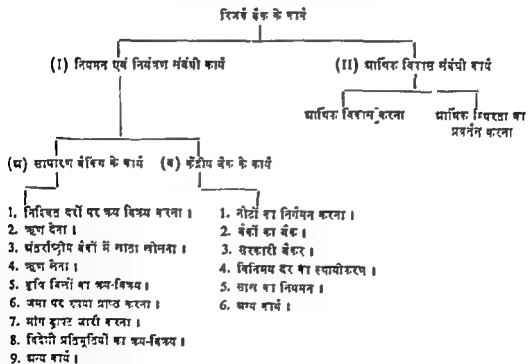 रिजर्व बैंक के कार्य
(I) नियमन एवं नियंत्रण संबंधी कार्य (II) आर्थिक विकास संबंधी कार्य
आर्थिक विकास करना आर्थिक स्थिरता का
प्रवर्तन करना
(अ) साधारण बैंकिंग के कार्य (ब) केंद्रीय बैंक के कार्य
1. निश्चित दरों पर क्रय विक्रय करना । 1. नोटों का निर्गमन करना ।
2. ऋण देना । 2. बैंकों का बैंक ।
3. अंतर्राष्ट्रीय बैंकों में खाता खोलना । 3. सरकारी बैंकर ।
4. ऋण लेना । 4. विनिमय दर का स्थायीकरण ।
5. कृषि बिलों का क्रय-विक्रय । 5. साख का नियमन ।
6. जमा पर रुपया प्राप्त करना । 6. अन्य कार्य ।
7. मांग ड्राफ्ट जारी करना ।
8. विदेशी प्रतिभूतियों का क्रय-विक्रय ।
9. अन्य कार्य ।